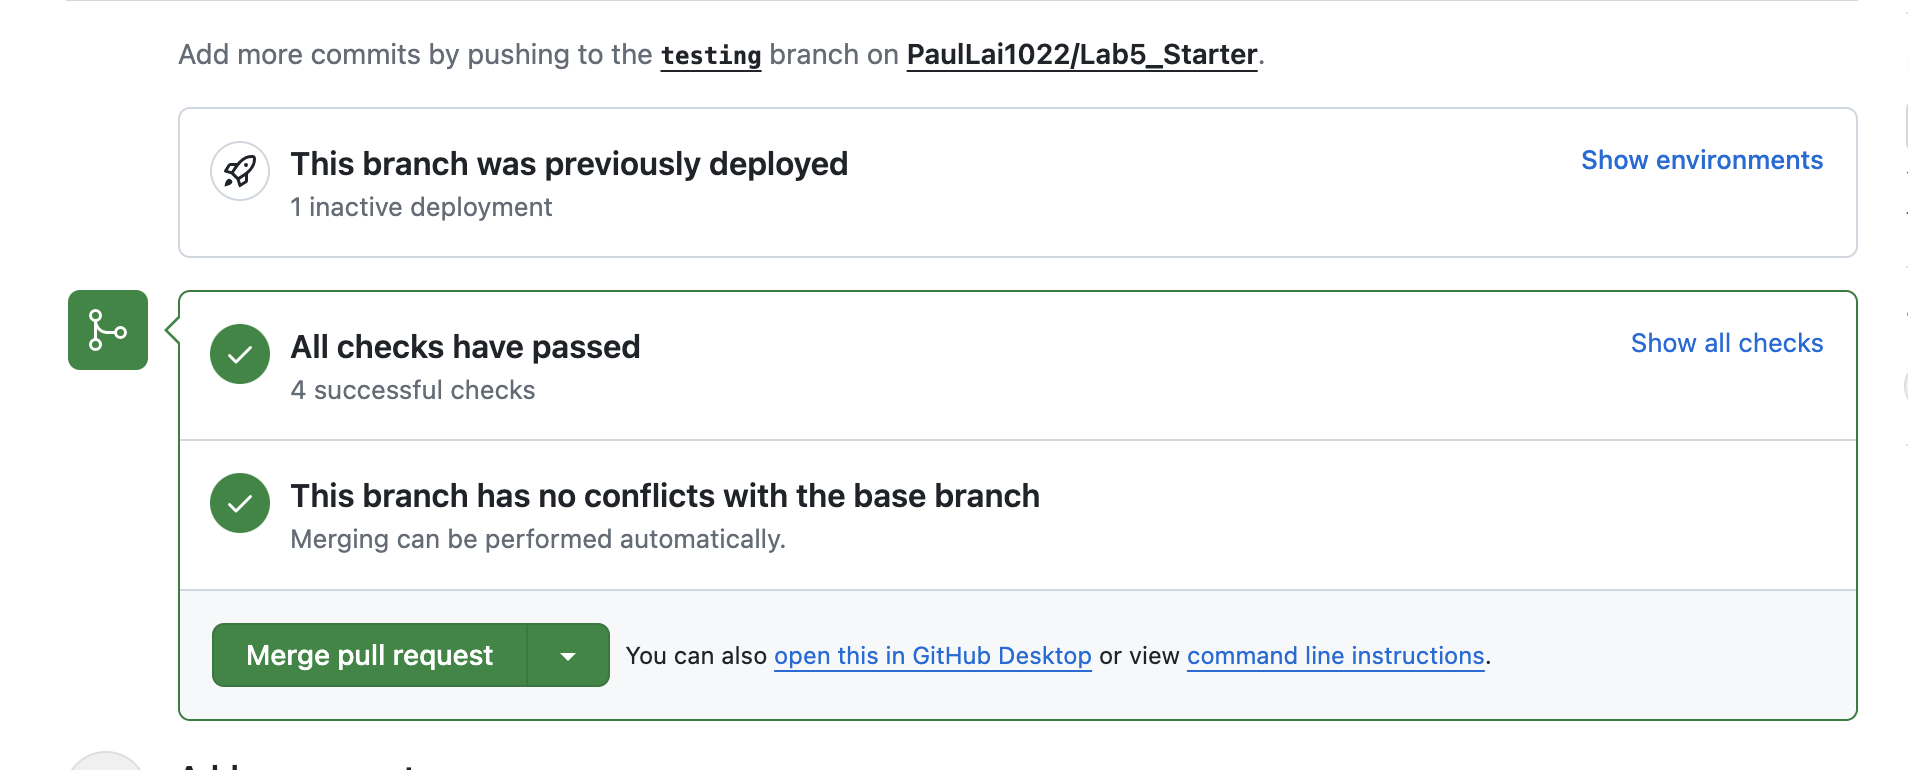 Add more commits by pushing to the testing branch on PaulLai1022/Lab5_Starter.
This branch was previously deployed
Show environments
1 inactive deployment
All checks have passed
Show all checks
4 successful checks
This branch has no conflicts with the base branch
Merging can be performed automatically.
Merge pull request
You can also open this in GitHub Desktop or view command line instructions.